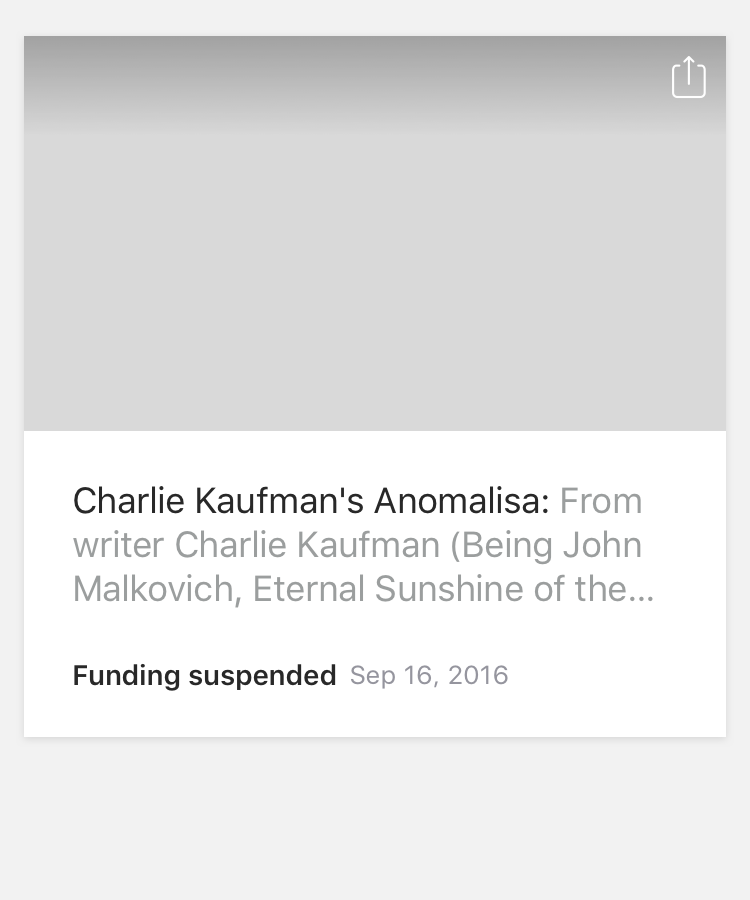 Charlie Kaufman's Anomalisa: From
writer Charlie Kaufman (Being John
Malkovich, Eternal Sunshine of the…
Funding suspended Sep 16, 2016